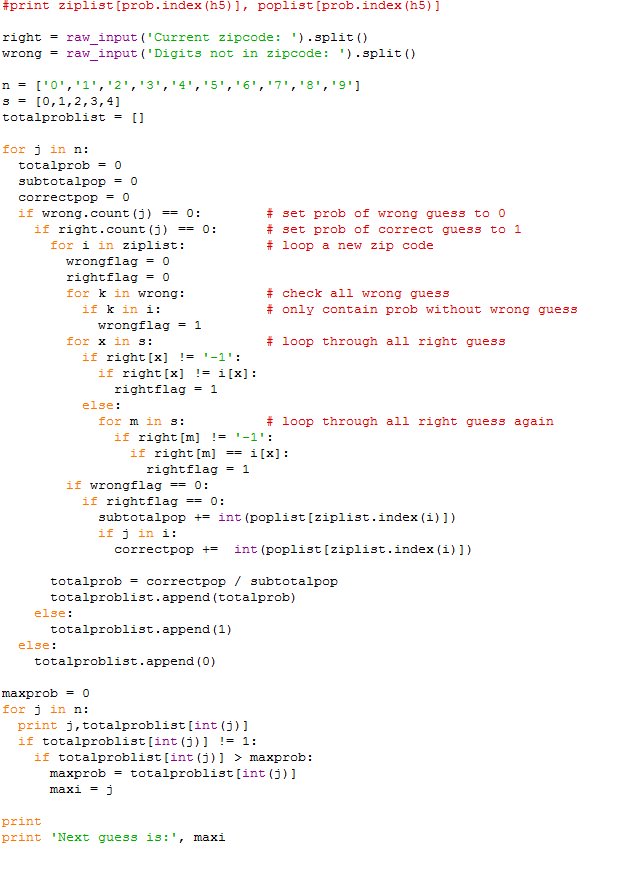 #print ziplist[prob.index(h5)], poplist[prob.index(h5)]
right = raw_input('Current zipcode: ').split()
wrong = raw_input('Digits not in zipcode: ').split()
n = ['0','1','2','3','4','5','6','7','8','9']
s = [0,1,2,3,4]
totalproblist = []
for j in n:
  totalprob = 0
  subtotalpop = 0
  correctpop = 0
  if wrong.count(j) == 0:        # set prob of wrong guess to 0
    if right.count(j) == 0:      # set prob of correct guess to 1
      for i in ziplist:          # loop a new zip code
        wrongflag = 0
        rightflag = 0
        for k in wrong:          # check all wrong guess
          if k in i:             # only contain prob without wrong guess
            wrongflag = 1
        for x in s:              # loop through all right guess
          if right[x] != '-1':
            if right[x] != i[x]:
              rightflag = 1
          else:
            for m in s:          # loop through all right guess again
              if right[m] != '-1':
                if right[m] == i[x]:
                  rightflag = 1
        if wrongflag == 0:
          if rightflag == 0:
            subtotalpop += int(poplist[ziplist.index(i)])
            if j in i:
              correctpop +=  int(poplist[ziplist.index(i)])
      totalprob = correctpop / subtotalpop
      totalproblist.append(totalprob)
    else:
      totalproblist.append(1)
  else:
    totalproblist.append(0)
maxprob = 0
for j in n:
  print j,totalproblist[int(j)]
  if totalproblist[int(j)] != 1:
    if totalproblist[int(j)] > maxprob:
      maxprob = totalproblist[int(j)]
      maxi = j
print
print 'Next guess is:', maxi